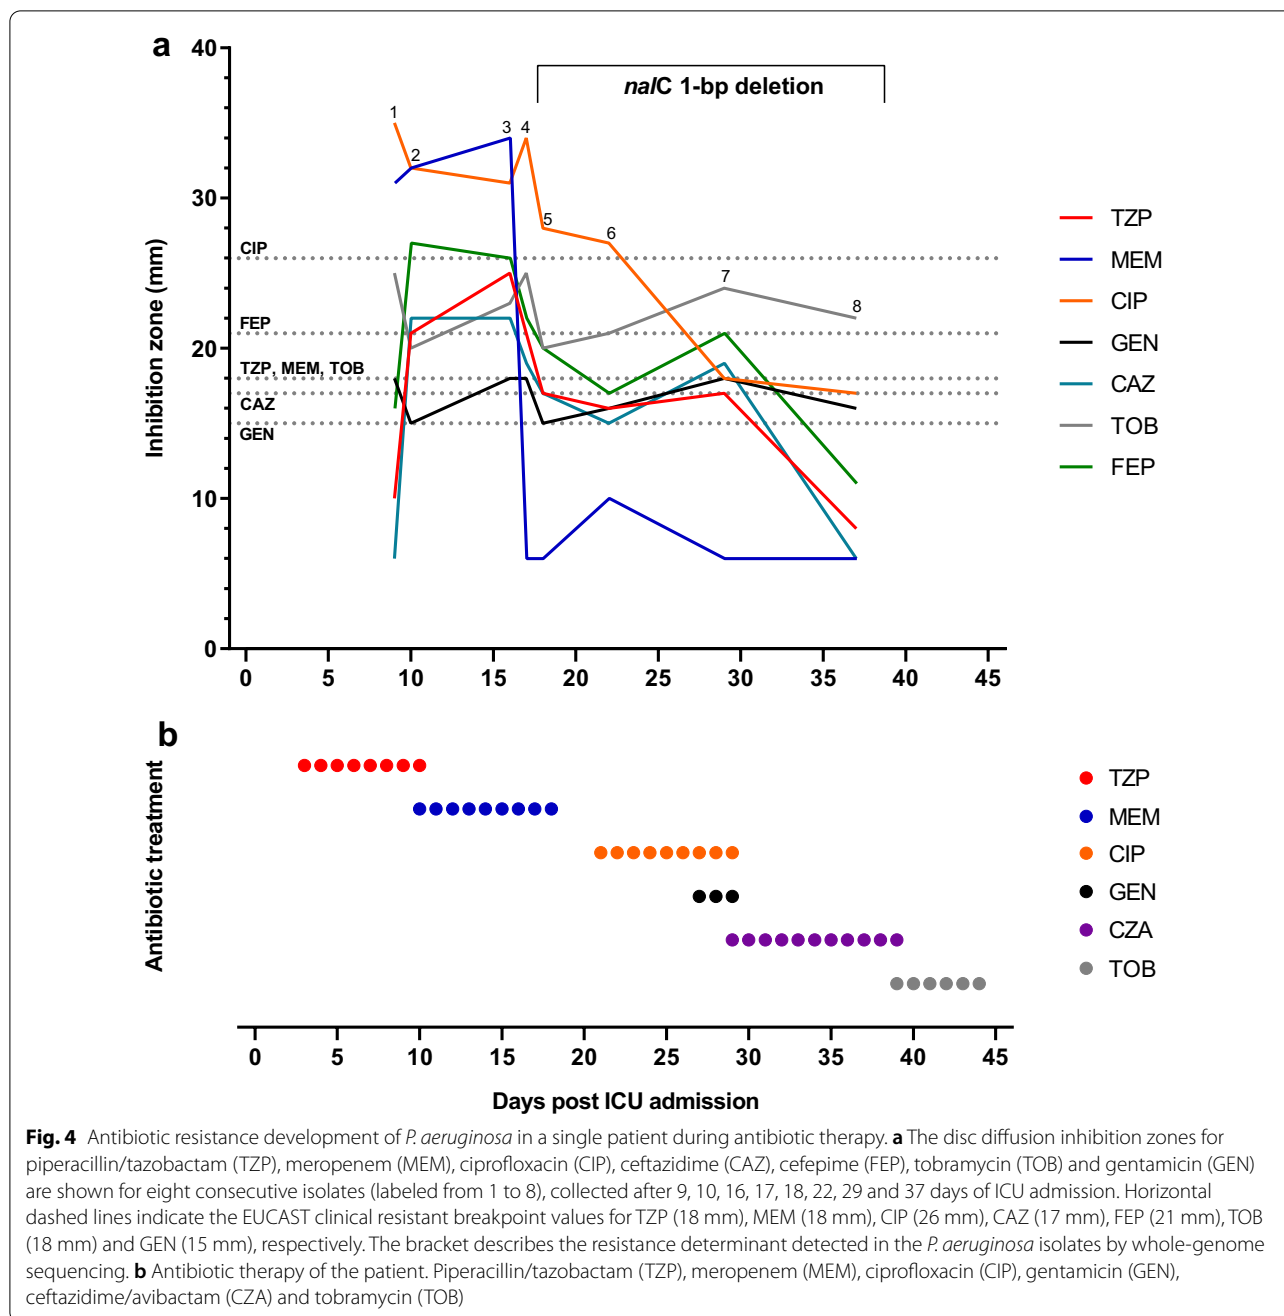 a
40
30
20
10
0
Inhibition zone (mm)
nalC 1-bp deletion
1
2
3
4
5
6
7
8
CIP
FEP
TZP, MEM, TOB
CAZ
GEN
0 5 10 15 20 25 30 35 40 45
TZP
MEM
CIP
GEN
CAZ
TOB
FEP
b
Antibiotic treatment
TZP
MEM
CIP
GEN
CZA
TOB
0 5 10 15 20 25 30 35 40 45
Days post ICU admission
Fig. 4 Antibiotic resistance development of P. aeruginosa in a single patient during antibiotic therapy. a The disc diffusion inhibition zones for
piperacillin/tazobactam (TZP), meropenem (MEM), ciprofloxacin (CIP), ceftazidime (CAZ), cefepime (FEP), tobramycin (TOB) and gentamicin (GEN)
are shown for eight consecutive isolates (labeled from 1 to 8), collected after 9, 10, 16, 17, 18, 22, 29 and 37 days of ICU admission. Horizontal
dashed lines indicate the EUCAST clinical resistant breakpoint values for TZP (18 mm), MEM (18 mm), CIP (26 mm), CAZ (17 mm), FEP (21 mm), TOB
(18 mm) and GEN (15 mm), respectively. The bracket describes the resistance determinant detected in the P. aeruginosa isolates by whole-genome
sequencing. b Antibiotic therapy of the patient. Piperacillin/tazobactam (TZP), meropenem (MEM), ciprofloxacin (CIP), gentamicin (GEN),
ceftazidime/avibactam (CZA) and tobramycin (TOB)